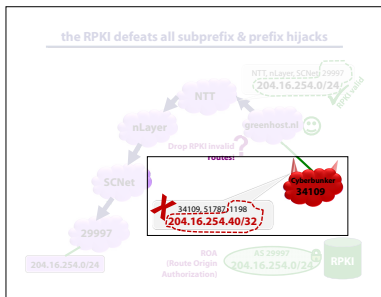 the RPKI defeats all subprefix & prefix hijacks
NTT, nLayer, SCNet, 29997
204.16.254.0/24
RPKI valid
NTT
greenhost.nl
nLayer
Drop RPKI invalid
routes!
?
SCNet
Cyberbunker
34109
34109, 51787, 1198
204.16.254.40/32
29997
204.16.254.0/24
ROA
(Route Origin
Authorization)
AS 29997
204.16.254.0/24
RPKI